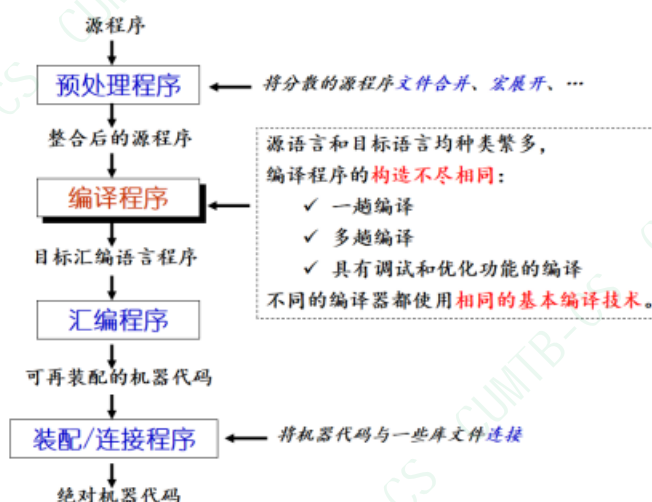 源程序
预处理程序
将分散的源程序文件合并、宏展开、…
整合后的源程序
源语言和目标语言均种类繁多，
编译程序的构造不尽相同：
编译程序
✓ 一趟编译
✓ 多趟编译
目标汇编语言程序
✓ 具有调试和优化功能的编译
不同的编译器都使用相同的基本编译技术。
汇编程序
可再装配的机器代码
装配/连接程序
将机器代码与一些库文件连接
绝对机器代码
CUMTB-CS
CS
CS